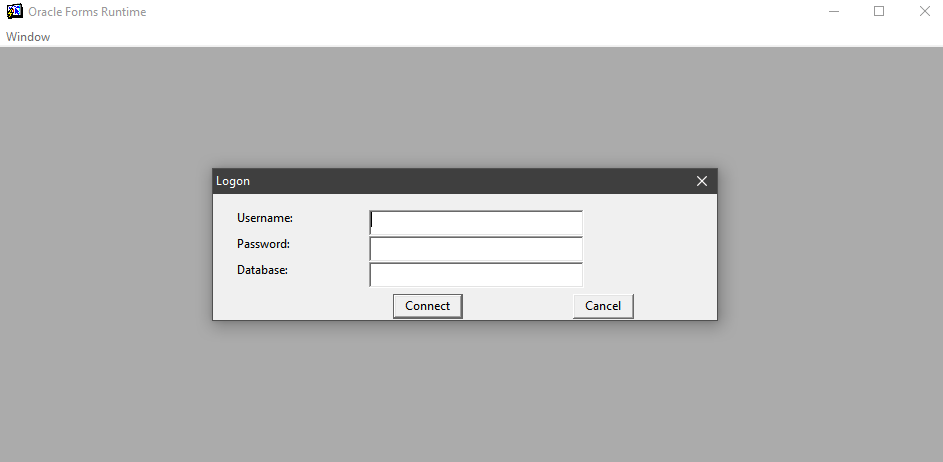 Oracle Forms Runtime
Window
Logon
Username:
Password:
Database:
Connect Cancel